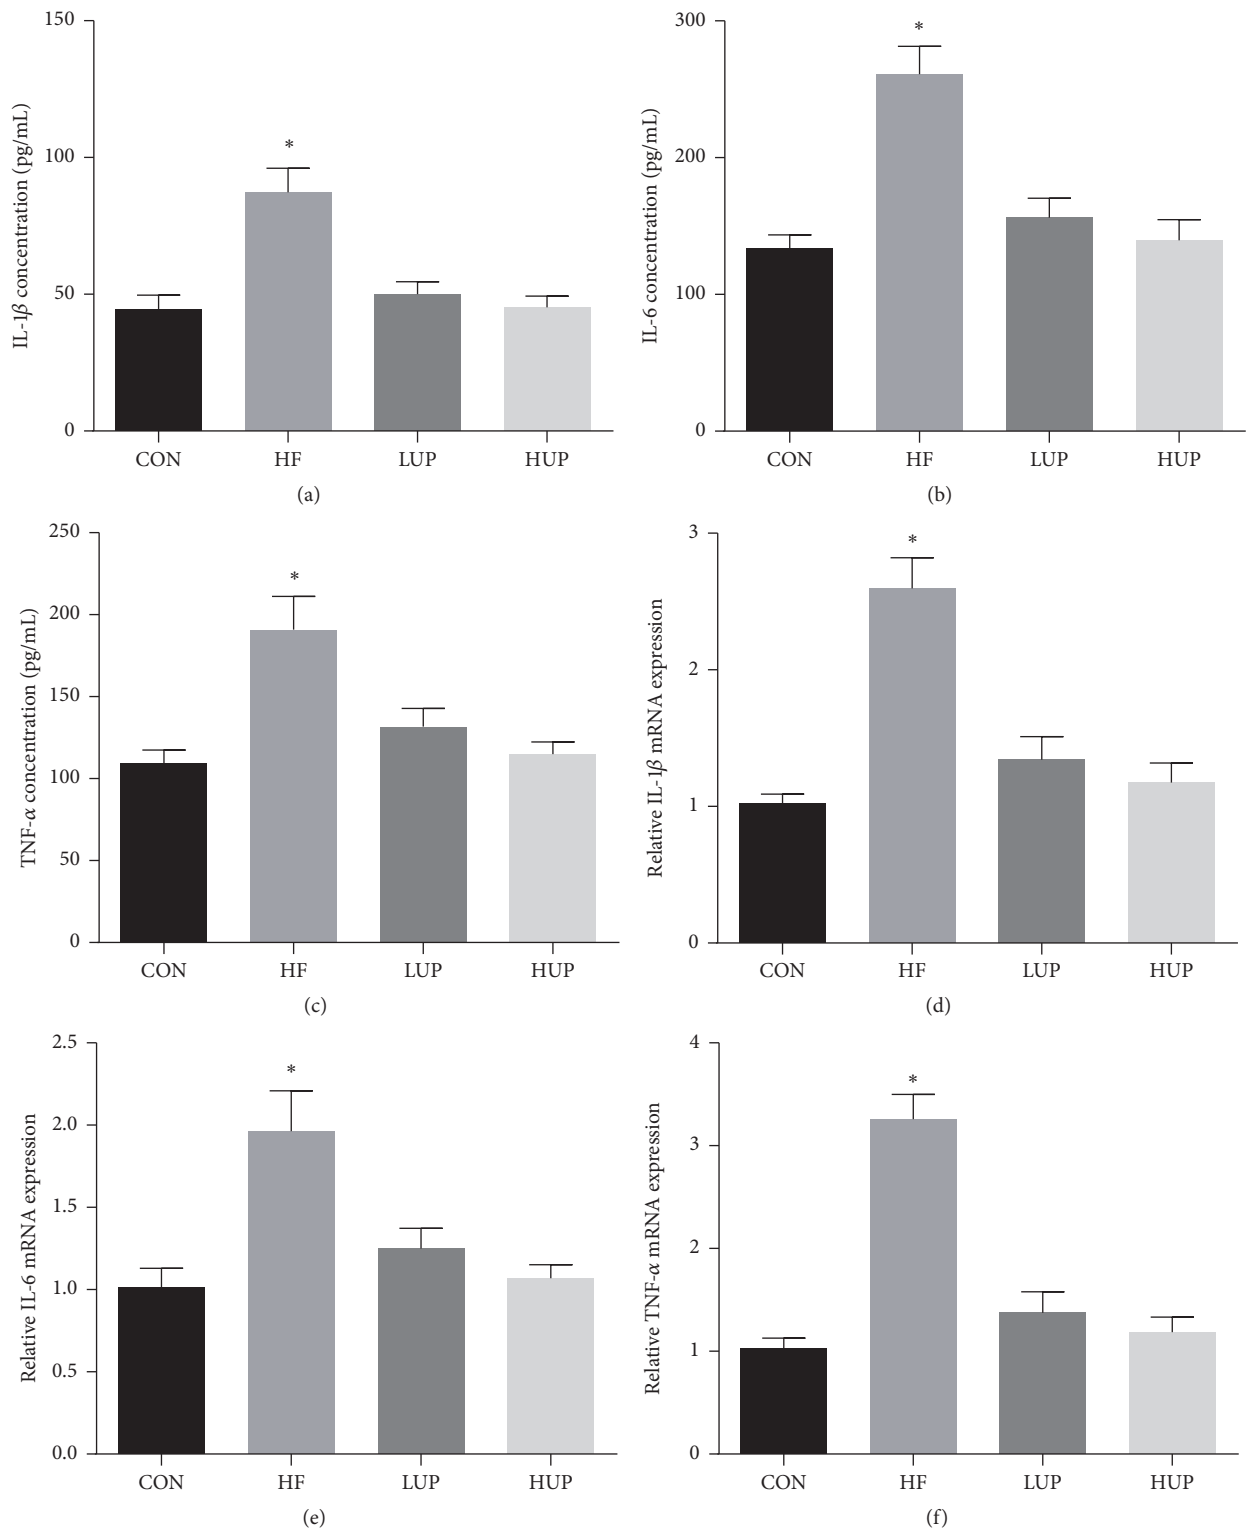 IL-1β concentration (pg/mL)
150
100
50
0
*
CON HF LUP HUP
(a)
IL-6 concentration (pg/mL)
300
200
100
0
*
CON HF LUP HUP
(b)
TNF-α concentration (pg/mL)
250
200
150
100
50
0
*
CON HF LUP HUP
(c)
Relative IL-1β mRNA expression
3
2
1
0
*
CON HF LUP HUP
(d)
Relative IL-6 mRNA expression
2.5
2.0
1.5
1.0
0.5
0.0
*
CON HF LUP HUP
(e)
Relative TNF-α mRNA expression
4
3
2
1
0
*
CON HF LUP HUP
(f)